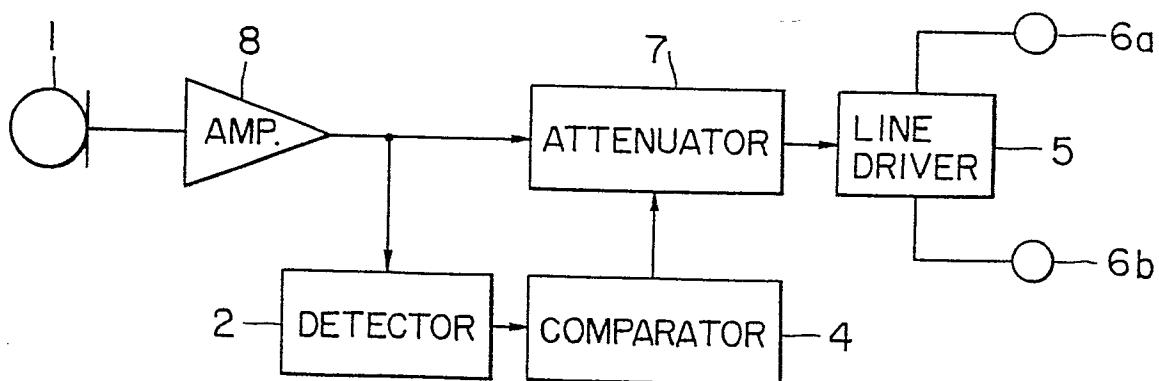 1
8
AMP.
7
ATTENUATOR
LINE
DRIVER
5
6a
6b
2
DETECTOR
COMPARATOR
4